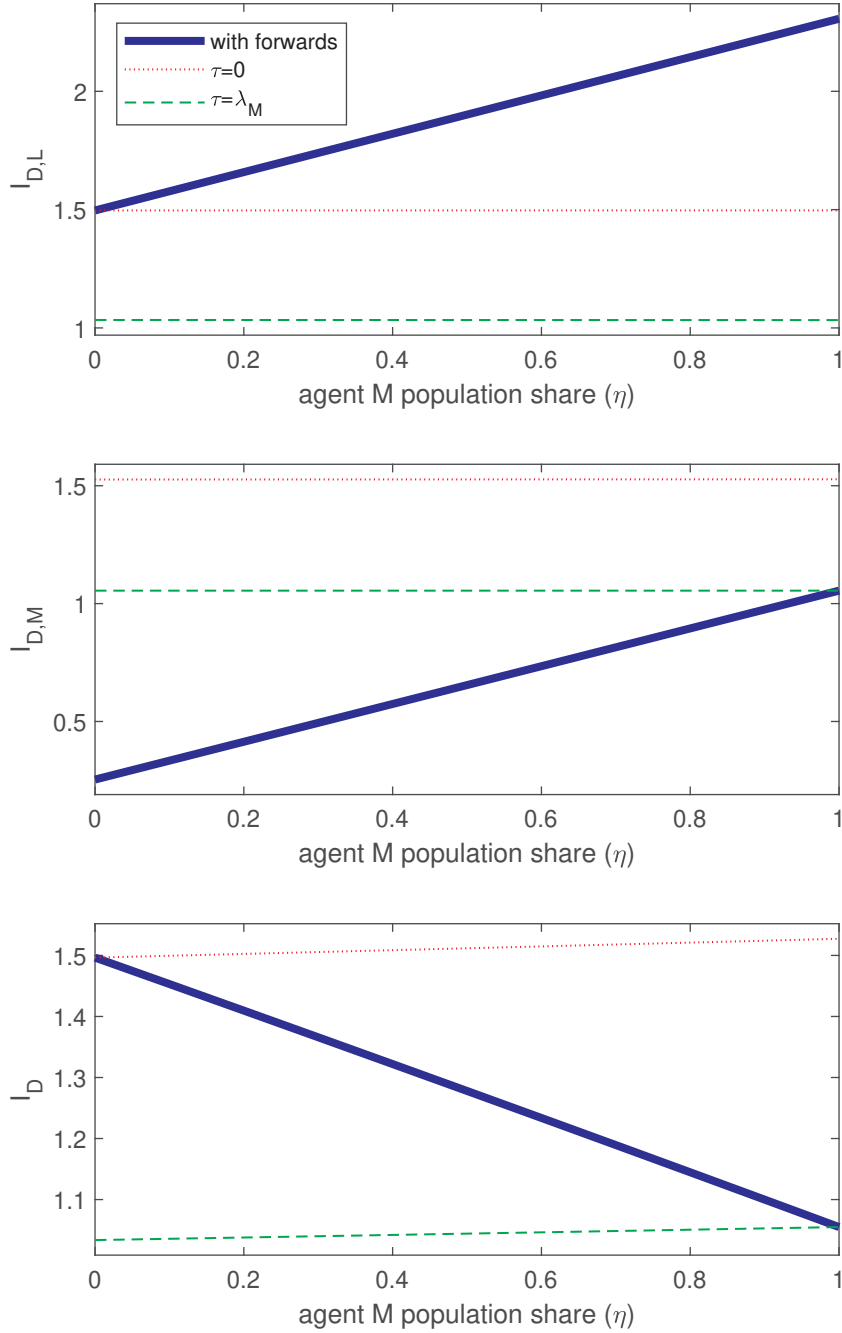 with forwards
τ=0
τ=λ_M
2
1.5
1
I_{D,L}
0 0.2 0.4 0.6 0.8 1
agent M population share (η)
1.5
1
0.5
I_{D,M}
0 0.2 0.4 0.6 0.8 1
agent M population share (η)
1.5
1.4
1.3
1.2
1.1
I_D
0 0.2 0.4 0.6 0.8 1
agent M population share (η)